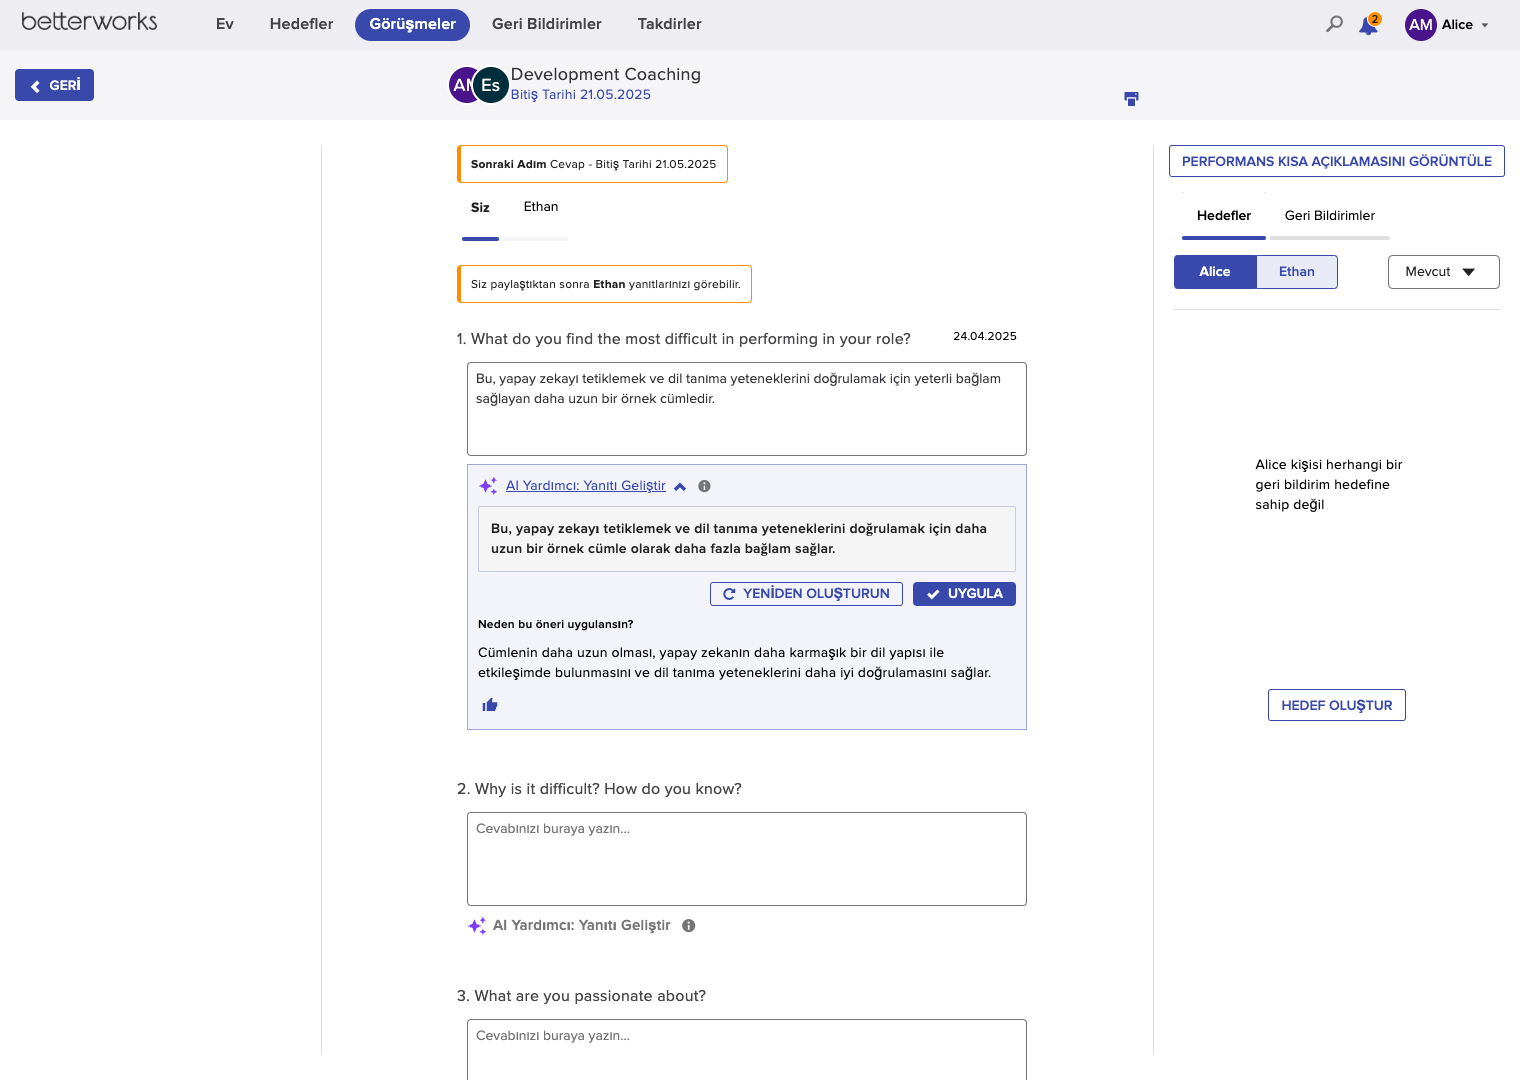 betterworks
Ev
Hedefler
Görüşmeler
Geri Bildirimler
Takdirler
2
AM
Alice
GERİ
Es
Development Coaching
Bitiş Tarihi 21.05.2025
Sonraki Adım Cevap - Bitiş Tarihi 21.05.2025
Siz
Ethan
Siz paylaştıktan sonra Ethan yanıtlarınızı görebilir.
1. What do you find the most difficult in performing in your role?
24.04.2025
Bu, yapay zekayı tetiklemek ve dil tanıma yeteneklerini doğrulamak için yeterli bağlam
sağlayan daha uzun bir örnek cümledir.
AI Yardımcı: Yanıtı Geliştir
Bu, yapay zekayı tetiklemek ve dil tanıma yeteneklerini doğrulamak için daha
uzun bir örnek cümle olarak daha fazla bağlam sağlar.
YENİDEN OLUŞTURUN
UYGULA
Neden bu öneri uygulansın?
Cümlenin daha uzun olması, yapay zekanın daha karmaşık bir dil yapısı ile
etkileşimde bulunmasını ve dil tanıma yeteneklerini daha iyi doğrulamasını sağlar.
2. Why is it difficult? How do you know?
Cevabınızı buraya yazın...
AI Yardımcı: Yanıtı Geliştir
3. What are you passionate about?
Cevabınızı buraya yazın...
PERFORMANS KISA AÇIKLAMASINI GÖRÜNTÜLE
Hedefler
Geri Bildirimler
Alice
Ethan
Mevcut
Alice kişisi herhangi bir
geri bildirim hedefine
sahip değil
HEDEF OLUŞTUR